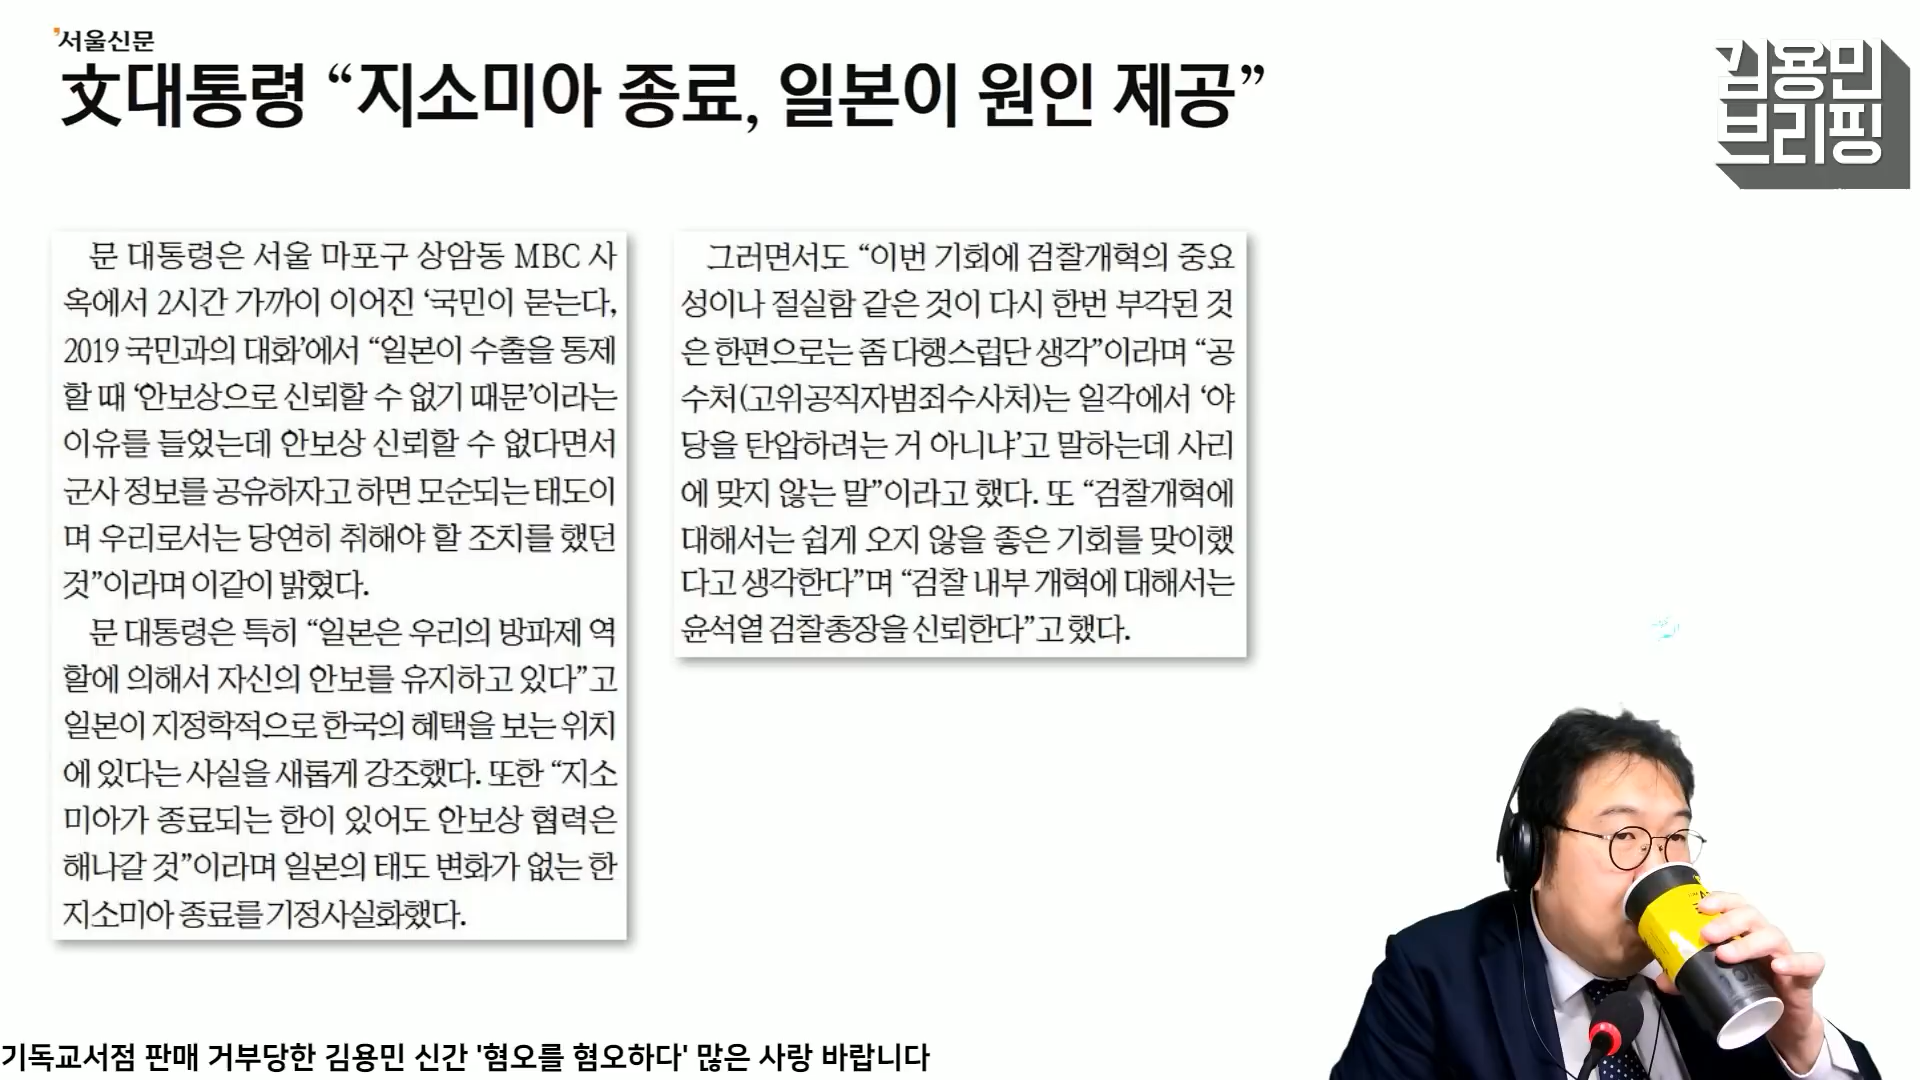 서울신문
文대통령 “지소미아 종료, 일본이 원인 제공”
김용민
브리핑
문 대통령은 서울 마포구 상암동 MBC 사
옥에서 2시간 가까이 이어진 ‘국민이 묻는다,
2019 국민과의 대화’에서 “일본이 수출을 통제
할 때 ‘안보상으로 신뢰할 수 없기 때문’이라는
이유를 들었는데 안보상 신뢰할 수 없다면서
군사 정보를 공유하자고 하면 모순되는 태도이
며 우리로서는 당연히 취해야 할 조치를 했던
것”이라며 이같이 밝혔다.
문 대통령은 특히 “일본은 우리의 방파제 역
할에 의해서 자신의 안보를 유지하고 있다”고
일본이 지정학적으로 한국의 혜택을 보는 위치
에 있다는 사실을 새롭게 강조했다. 또한 “지소
미아가 종료되는 한이 있어도 안보상 협력은
해나갈 것”이라며 일본의 태도 변화가 없는 한
지소미아 종료를 기정사실화했다.
그러면서도 “이번 기회에 검찰개혁의 중요
성이나 절실함 같은 것이 다시 한번 부각된 것
은 한편으로는 좀 다행스럽단 생각”이라며 “공
수처(고위공직자범죄수사처)는 일각에서 ‘야
당을 탄압하려는 거 아니냐’고 말하는데 사리
에 맞지 않는 말”이라고 했다. 또 “검찰개혁에
대해서는 쉽게 오지 않을 좋은 기회를 맞이했
다고 생각한다”며 “검찰 내부 개혁에 대해서는
윤석열 검찰총장을 신뢰한다”고 했다.
기독교서점 판매 거부당한 김용민 신간 '혐오를 혐오하다' 많은 사랑 바랍니다